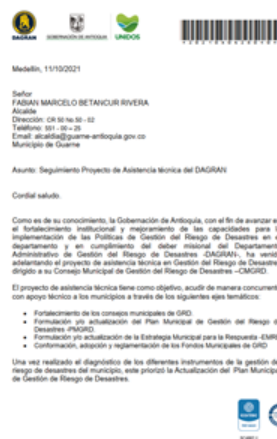 DAGRAN
GOBERNACIÓN DE ANTIOQUIA
UNIDOS
Medellín, 11/10/2021
Señor
FABIAN MARCELO BETANCUR RIVERA
Alcalde
Dirección: CR 50 No.50 - 02
Teléfono: 551 - 00 - 25
Email: alcaldia@guarne-antioquia.gov.co
Municipio de Guarne
Asunto: Seguimiento Proyecto de Asistencia técnica del DAGRAN
Cordial saludo.
Como es de su conocimiento, la Gobernación de Antioquia, con el fin de avanzar e
el fortalecimiento institucional y mejoramiento de las capacidades para l
implementación de las Políticas de Gestión del Riesgo de Desastres en
departamento y en cumplimiento del deber misional del Departament
Administrativo de Gestión del Riesgo de Desastres -DAGRAN-, ha venid
adelantando el proyecto de asistencia técnica en Gestión del Riesgo de Desastre
dirigido a su Consejo Municipal de Gestión del Riesgo de Desastres –CMGRD.
El proyecto de asistencia técnica tiene como objetivo, acudir de manera concurrent
con apoyo técnico a los municipios a través de los siguientes ejes temáticos:
• Fortalecimiento de los consejos municipales de GRD.
• Formulación y/o actualización del Plan Municipal de Gestión del Riesgo d
Desastres -PMGRD.
• Formulación y/o actualización de la Estrategia Municipal para la Respuesta -EMR
• Conformación, adopción y reglamentación de los Fondos Municipales de GRD
Una vez realizado el diagnóstico de los diferentes instrumentos de la gestión de
riesgo de desastres del municipio, este priorizó la Actualización del Plan Municipa
de Gestión de Riesgo de Desastres.